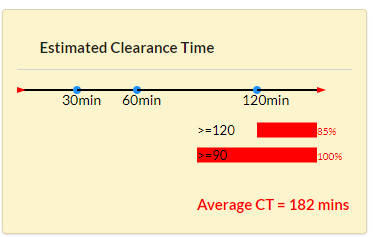 Estimated Clearance Time
30min 60min 120min
>=120 85%
>=90 100%
Average CT = 182 mins